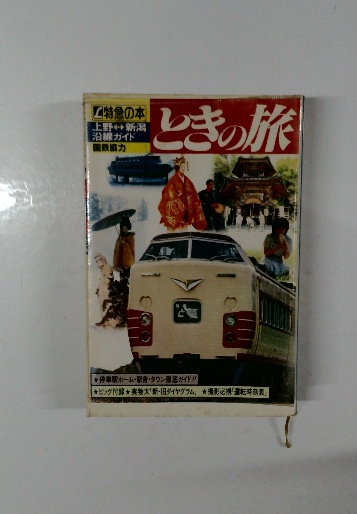 特急の本
ときの旅
上野↔新潟
沿線ガイド
国鉄協力
とき
★停車駅ホーム・駅舎・タウン徹底ガイド!!
★ビッグ付録★実物大「新・旧ダイヤグラム」 ★撮影必携「運転時刻表」